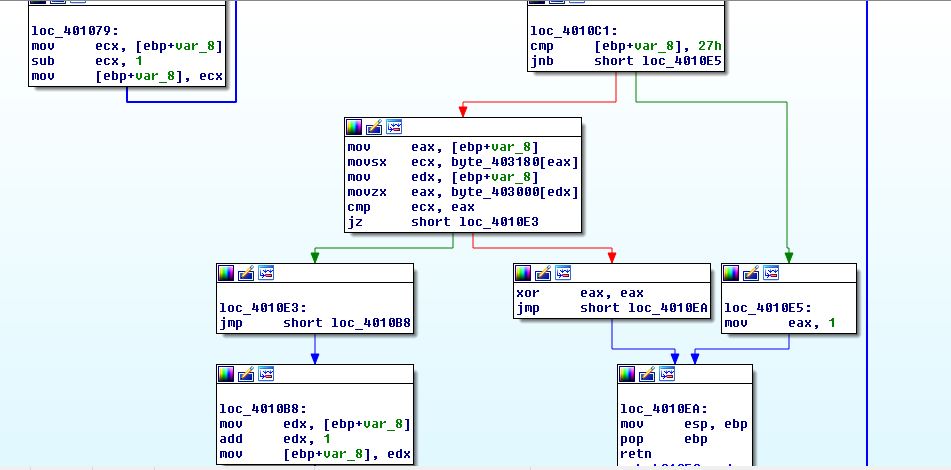 loc_401079:
mov ecx, [ebp+var_8]
sub ecx, 1
mov [ebp+var_8], ecx
loc_4010C1:
cmp [ebp+var_8], 27h
jnb short loc_4010E5
mov eax, [ebp+var_8]
movsx ecx, byte_403180[eax]
mov edx, [ebp+var_8]
movzx eax, byte_403000[edx]
cmp ecx, eax
jz short loc_4010E3
loc_4010E3:
jmp short loc_4010B8
xor eax, eax
jmp short loc_4010EA
loc_4010E5:
mov eax, 1
loc_4010B8:
mov edx, [ebp+var_8]
add edx, 1
mov [ebp+var_8], edx
loc_4010EA:
mov esp, ebp
pop ebp
retn